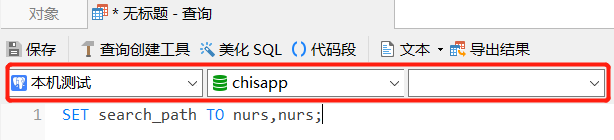 对象 * 无标题 - 查询
保存 查询创建工具 美化 SQL () 代码段 文本 导出结果
本机测试 chisapp
1 SET search_path TO nurs,nurs;